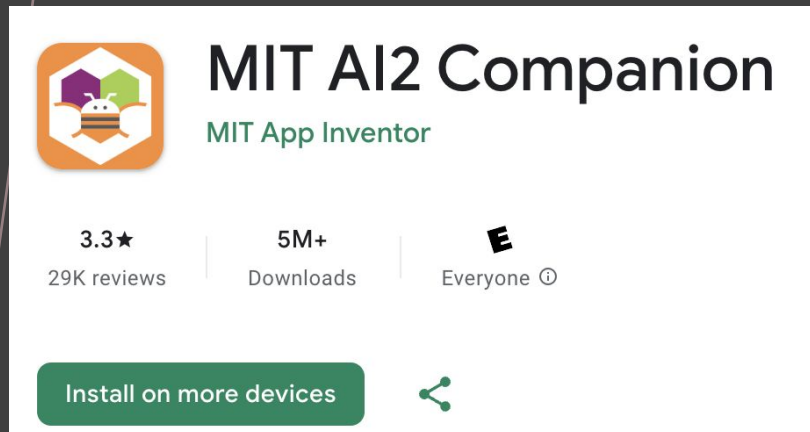 MIT AI2 Companion
MIT App Inventor
3.3★ 5M+ E
29K reviews Downloads Everyone ⓘ
Install on more devices